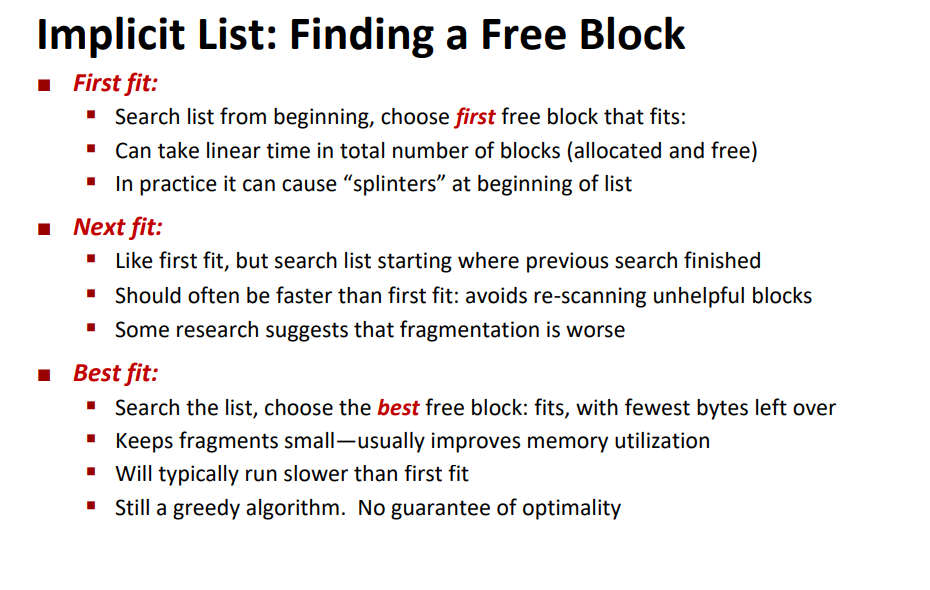 Implicit List: Finding a Free Block
First fit:
Search list from beginning, choose first free block that fits:
Can take linear time in total number of blocks (allocated and free)
In practice it can cause “splinters” at beginning of list
Next fit:
Like first fit, but search list starting where previous search finished
Should often be faster than first fit: avoids re-scanning unhelpful blocks
Some research suggests that fragmentation is worse
Best fit:
Search the list, choose the best free block: fits, with fewest bytes left over
Keeps fragments small—usually improves memory utilization
Will typically run slower than first fit
Still a greedy algorithm.  No guarantee of optimality